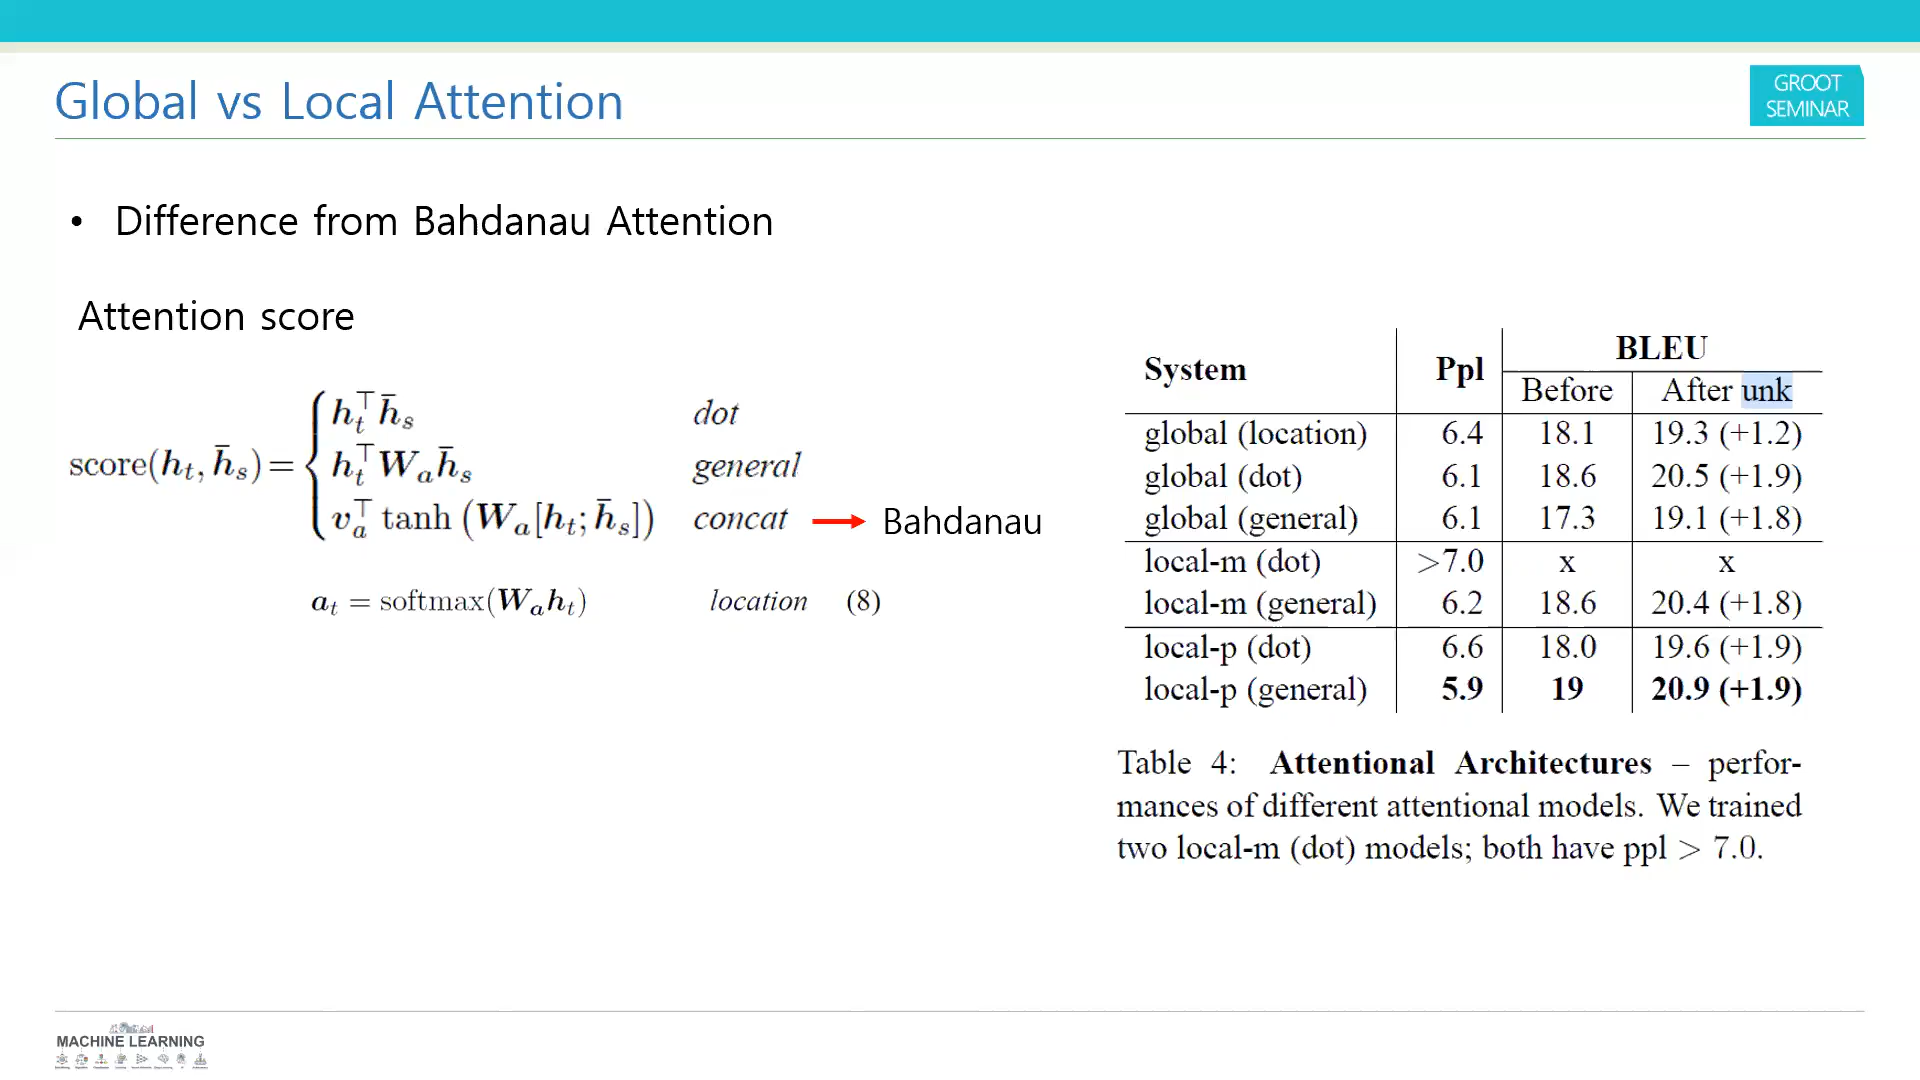 Global vs Local Attention
GROOT
SEMINAR
• Difference from Bahdanau Attention
Attention score
score(h_t, h̄_s) = { h_t^⊤ h̄_s dot
h_t^⊤ W_a h̄_s general
v_a^⊤ tanh (W_a[h_t; h̄_s]) concat → Bahdanau
a_t = softmax(W_a h_t) location (8)
System Ppl BLEU
Before After unk
global (location) 6.4 18.1 19.3 (+1.2)
global (dot) 6.1 18.6 20.5 (+1.9)
global (general) 6.1 17.3 19.1 (+1.8)
local-m (dot) >7.0 x x
local-m (general) 6.2 18.6 20.4 (+1.8)
local-p (dot) 6.6 18.0 19.6 (+1.9)
local-p (general) 5.9 19 20.9 (+1.9)
Table 4: Attentional Architectures – perfor-
mances of different attentional models. We trained
two local-m (dot) models; both have ppl > 7.0.
MACHINE LEARNING